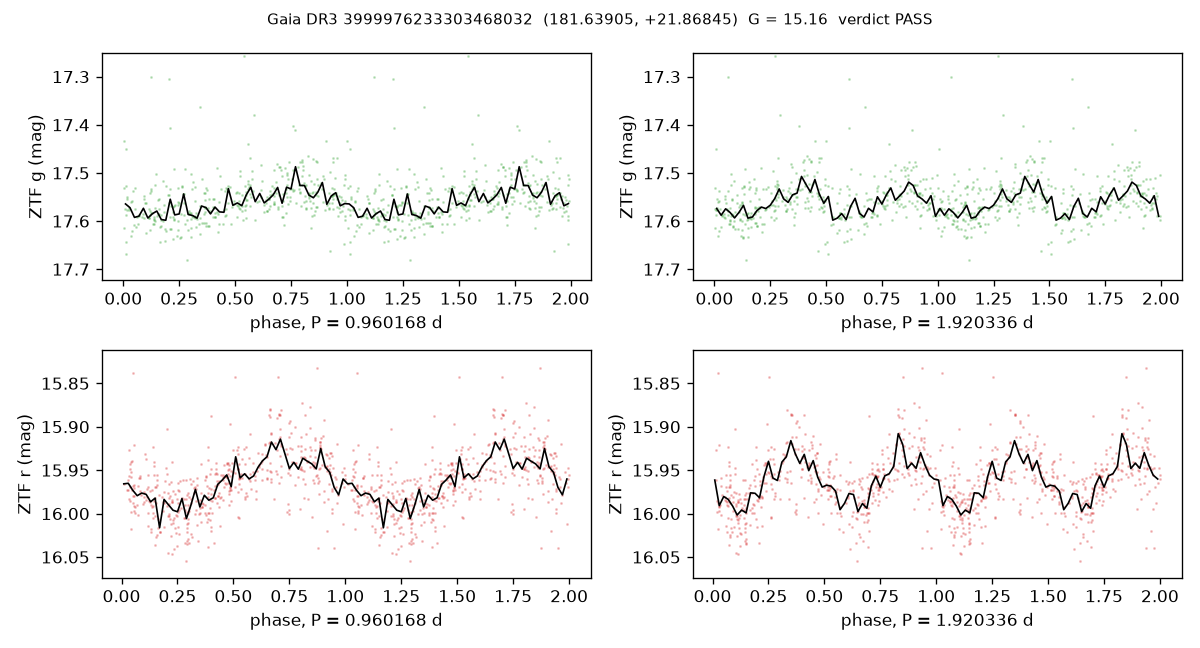 Gaia DR3 3999976233303468032 (181.63905, +21.86845) G = 15.16 verdict PASS
ZTF g (mag)
17.3
17.4
17.5
17.6
17.7
0.00 0.25 0.50 0.75 1.00 1.25 1.50 1.75 2.00
phase, P = 0.960168 d
ZTF g (mag)
17.3
17.4
17.5
17.6
17.7
0.00 0.25 0.50 0.75 1.00 1.25 1.50 1.75 2.00
phase, P = 1.920336 d
ZTF r (mag)
15.85
15.90
15.95
16.00
16.05
0.00 0.25 0.50 0.75 1.00 1.25 1.50 1.75 2.00
phase, P = 0.960168 d
ZTF r (mag)
15.85
15.90
15.95
16.00
16.05
0.00 0.25 0.50 0.75 1.00 1.25 1.50 1.75 2.00
phase, P = 1.920336 d